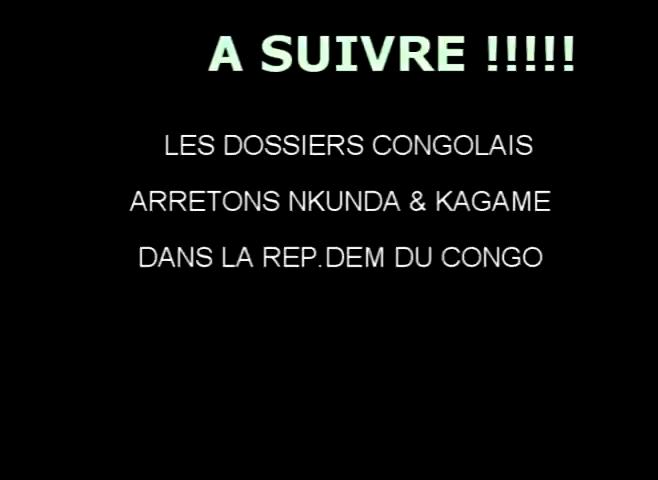 A SUIVRE !!!!!
LES DOSSIERS CONGOLAIS
ARRETONS NKUNDA & KAGAME
DANS LA REP.DEM DU CONGO